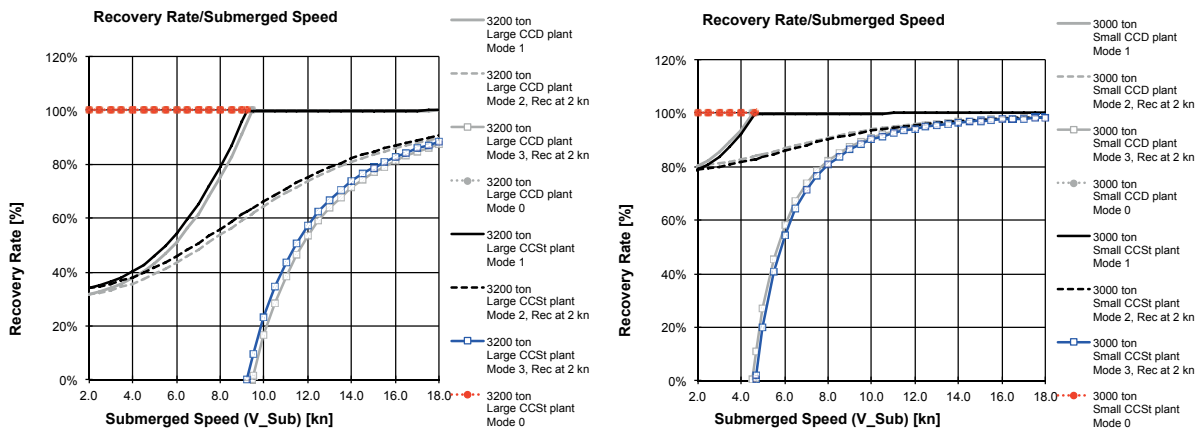 Recovery Rate/Submerged Speed
Recovery Rate [%]
120%
100%
80%
60%
40%
20%
0%
2.0 4.0 6.0 8.0 10.0 12.0 14.0 16.0 18.0
Submerged Speed (V_Sub) [kn]
3200 ton
Large CCD plant
Mode 1
3200 ton
Large CCD plant
Mode 2, Rec at 2 kn
3200 ton
Large CCD plant
Mode 3, Rec at 2 kn
3200 ton
Large CCD plant
Mode 0
3200 ton
Large CCSt plant
Mode 1
3200 ton
Large CCSt plant
Mode 2, Rec at 2 kn
3200 ton
Large CCSt plant
Mode 3, Rec at 2 kn
3200 ton
Large CCSt plant
Mode 0
Recovery Rate/Submerged Speed
Recovery Rate [%]
120%
100%
80%
60%
40%
20%
0%
2.0 4.0 6.0 8.0 10.0 12.0 14.0 16.0 18.0
Submerged Speed (V_Sub) [kn]
3000 ton
Small CCD plant
Mode 1
3000 ton
Small CCD plant
Mode 2, Rec at 2 kn
3000 ton
Small CCD plant
Mode 3, Rec at 2 kn
3000 ton
Small CCD plant
Mode 0
3000 ton
Small CCSt plant
Mode 1
3000 ton
Small CCSt plant
Mode 2, Rec at 2 kn
3000 ton
Small CCSt plant
Mode 3, Rec at 2 kn
3000 ton
Small CCSt plant
Mode 0